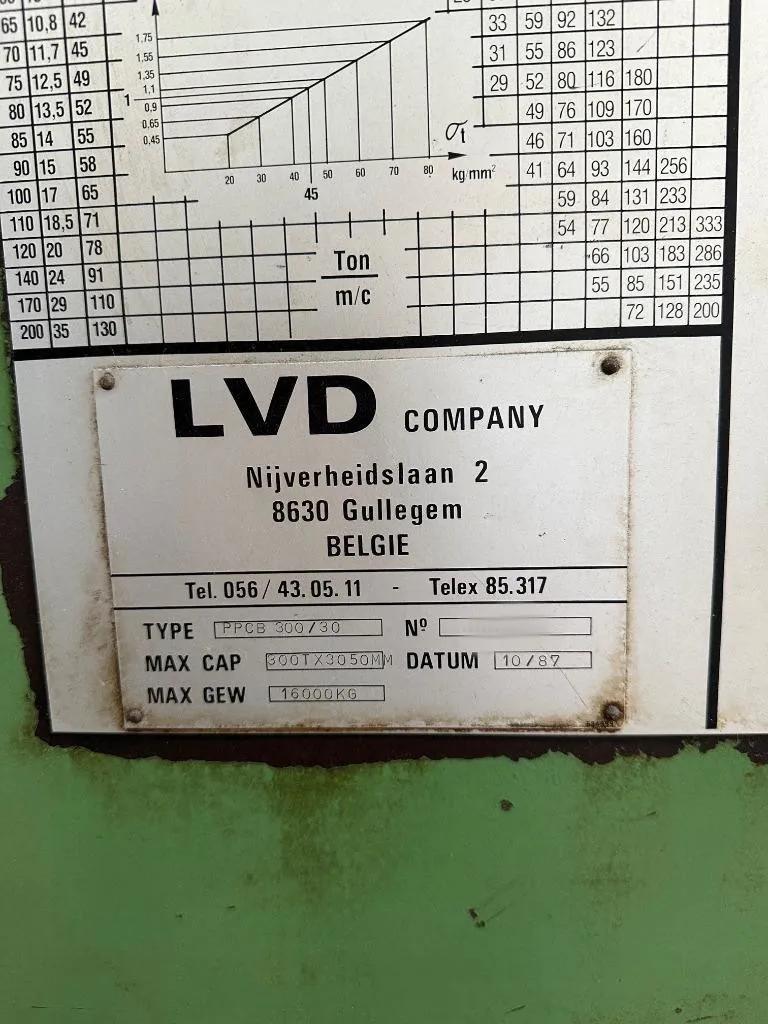 65 10,8 42
70 11,7 45
75 12,5 49
80 13,5 52
85 14 55
90 15 58
100 17 65
110 18,5 71
120 20 78
140 24 91
170 29 110
200 35 130
1,75
1,55
1,35
1,1
1
0,9
0,65
0,45
20 30 40 50 60 70 80
45
σt
kg/mm²
Ton
m/c
33 59 92 132
31 55 86 123
29 52 80 116 180
49 76 109 170
46 71 103 160
41 64 93 144 256
59 84 131 233
54 77 120 213 333
66 103 183 286
55 85 151 235
72 128 200
LVD COMPANY
Nijverheidslaan 2
8630 Gullegem
BELGIE
Tel. 056/43.05.11 - Telex 85.317
TYPE PPCB 300/30 Nº
MAX CAP 300TX3050MM DATUM 10/87
MAX GEW 16000KG